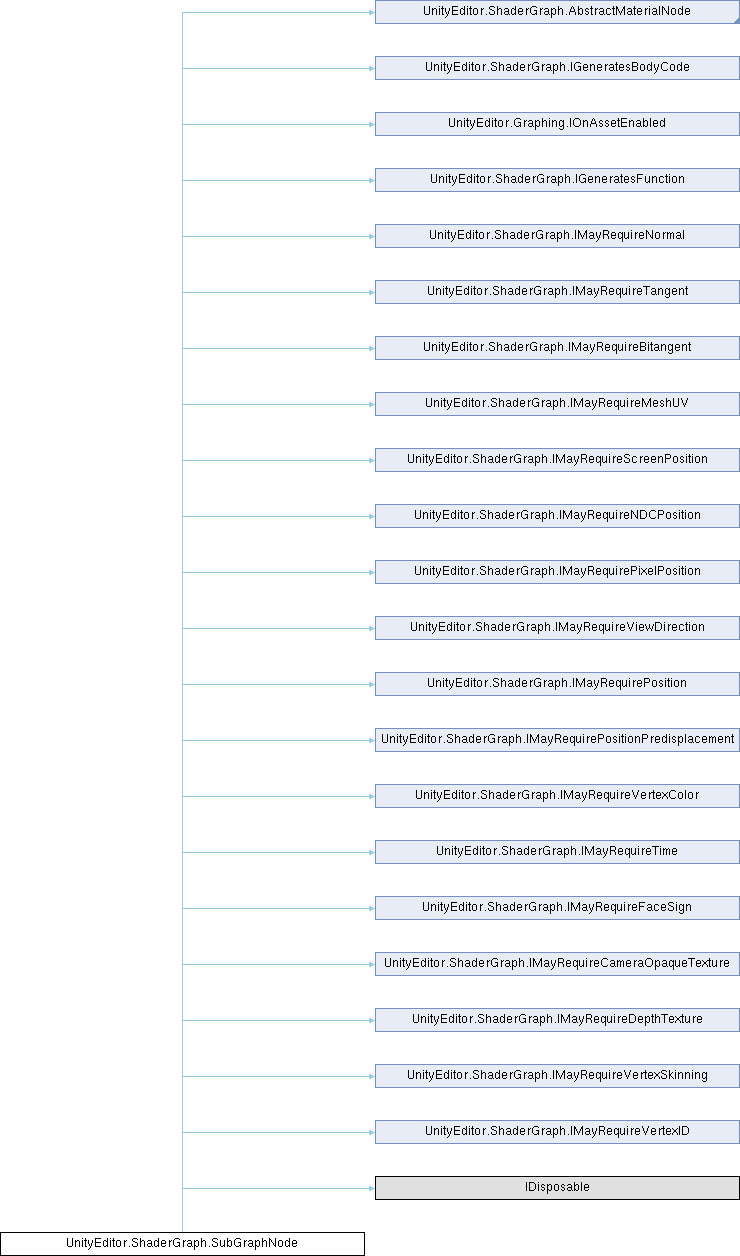 UnityEditor.ShaderGraph.AbstractMaterialNode
UnityEditor.ShaderGraph.IGeneratesBodyCode
UnityEditor.Graphing.IOnAssetEnabled
UnityEditor.ShaderGraph.IGeneratesFunction
UnityEditor.ShaderGraph.IMayRequireNormal
UnityEditor.ShaderGraph.IMayRequireTangent
UnityEditor.ShaderGraph.IMayRequireBitangent
UnityEditor.ShaderGraph.IMayRequireMeshUV
UnityEditor.ShaderGraph.IMayRequireScreenPosition
UnityEditor.ShaderGraph.IMayRequireNDCPosition
UnityEditor.ShaderGraph.IMayRequirePixelPosition
UnityEditor.ShaderGraph.IMayRequireViewDirection
UnityEditor.ShaderGraph.IMayRequirePosition
UnityEditor.ShaderGraph.IMayRequirePositionPredisplacement
UnityEditor.ShaderGraph.IMayRequireVertexColor
UnityEditor.ShaderGraph.IMayRequireTime
UnityEditor.ShaderGraph.IMayRequireFaceSign
UnityEditor.ShaderGraph.IMayRequireCameraOpaqueTexture
UnityEditor.ShaderGraph.IMayRequireDepthTexture
UnityEditor.ShaderGraph.IMayRequireVertexSkinning
UnityEditor.ShaderGraph.IMayRequireVertexID
IDisposable
UnityEditor.ShaderGraph.SubGraphNode